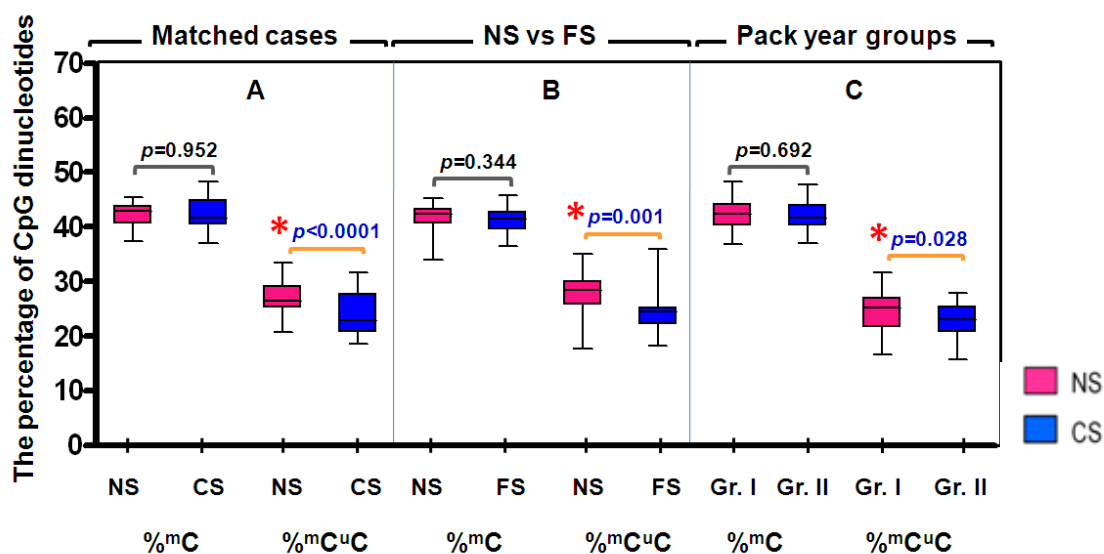 Matched cases NS vs FS Pack year groups
The percentage of CpG dinucleotides
70
60
50
40
30
20
10
0
A B C
p=0.952 p=0.344 p=0.692
* p<0.0001 * p=0.001 * p=0.028
NS CS NS CS NS FS NS FS Gr. I Gr. II Gr. I Gr. II
%ᵐC %ᵐCᵘC %ᵐC %ᵐCᵘC %ᵐC %ᵐCᵘC
NS
CS